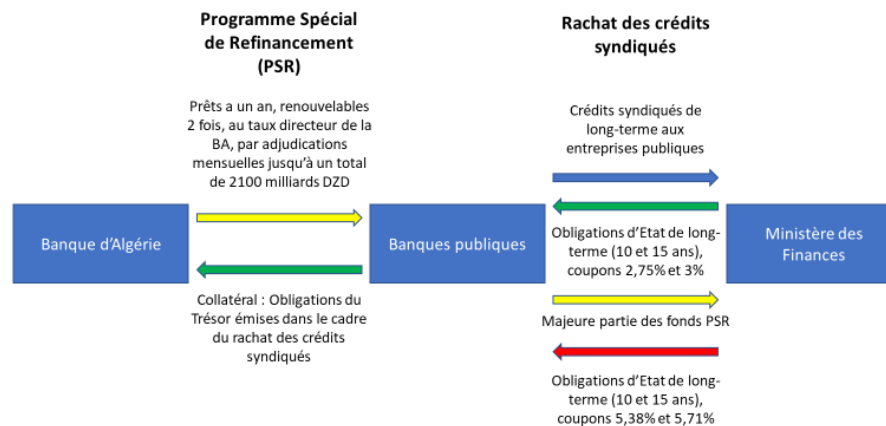 Programme Spécial
de Refinancement
(PSR)
Rachat des crédits
syndiqués
Prêts a un an, renouvelables
2 fois, au taux directeur de la
BA, par adjudications
mensuelles jusqu'à un total
de 2100 milliards DZD
Crédits syndiqués de
long-terme aux
entreprises publiques
Banque d'Algérie
Banques publiques
Ministère des
Finances
Obligations d'Etat de long-
terme (10 et 15 ans),
coupons 2,75% et 3%
Collatéral : Obligations du
Trésor émises dans le cadre
du rachat des crédits
syndiqués
Majeure partie des fonds PSR
Obligations d'Etat de long-
terme (10 et 15 ans),
coupons 5,38% et 5,71%